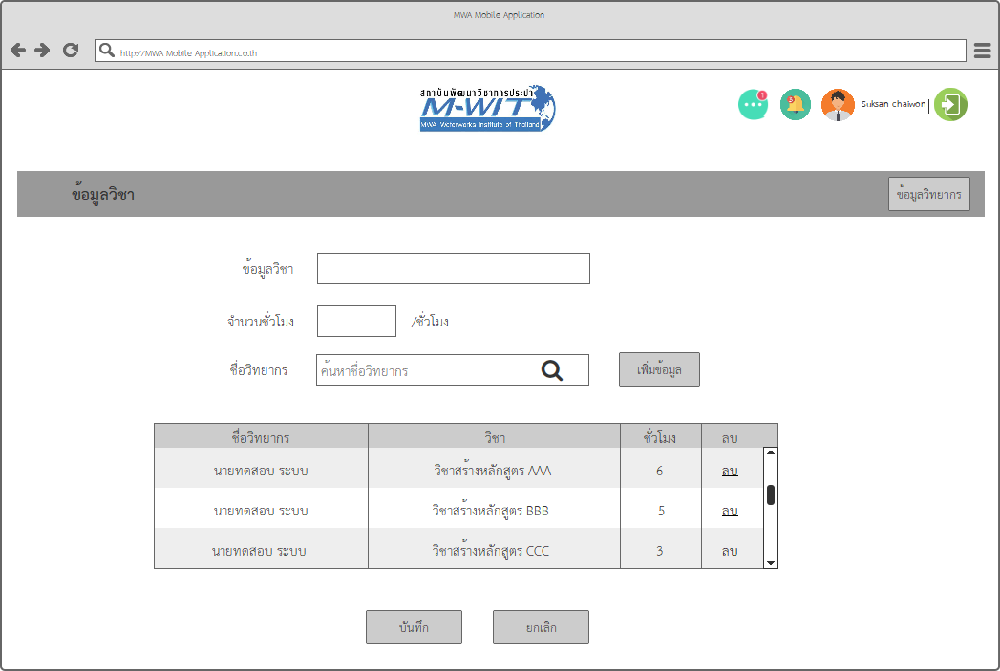 MWA Mobile Application
http://MWA Mobile Application.co.th
สถาบันพัฒนาวิชาการประปา
M-WIT
MWA Waterworks Institute of Thailand
1
5
Suksan chaiwor |
ข้อมูลวิชา
ข้อมูลวิทยากร
ข้อมูลวิชา
จำนวนชั่วโมง /ชั่วโมง
ชื่อวิทยากร ค้นหาชื่อวิทยากร เพิ่มข้อมูล
ชื่อวิทยากร วิชา ชั่วโมง ลบ
นายทดสอบ ระบบ วิชาสร้างหลักสูตร AAA 6 ลบ
นายทดสอบ ระบบ วิชาสร้างหลักสูตร BBB 5 ลบ
นายทดสอบ ระบบ วิชาสร้างหลักสูตร CCC 3 ลบ
บันทึก ยกเลิก